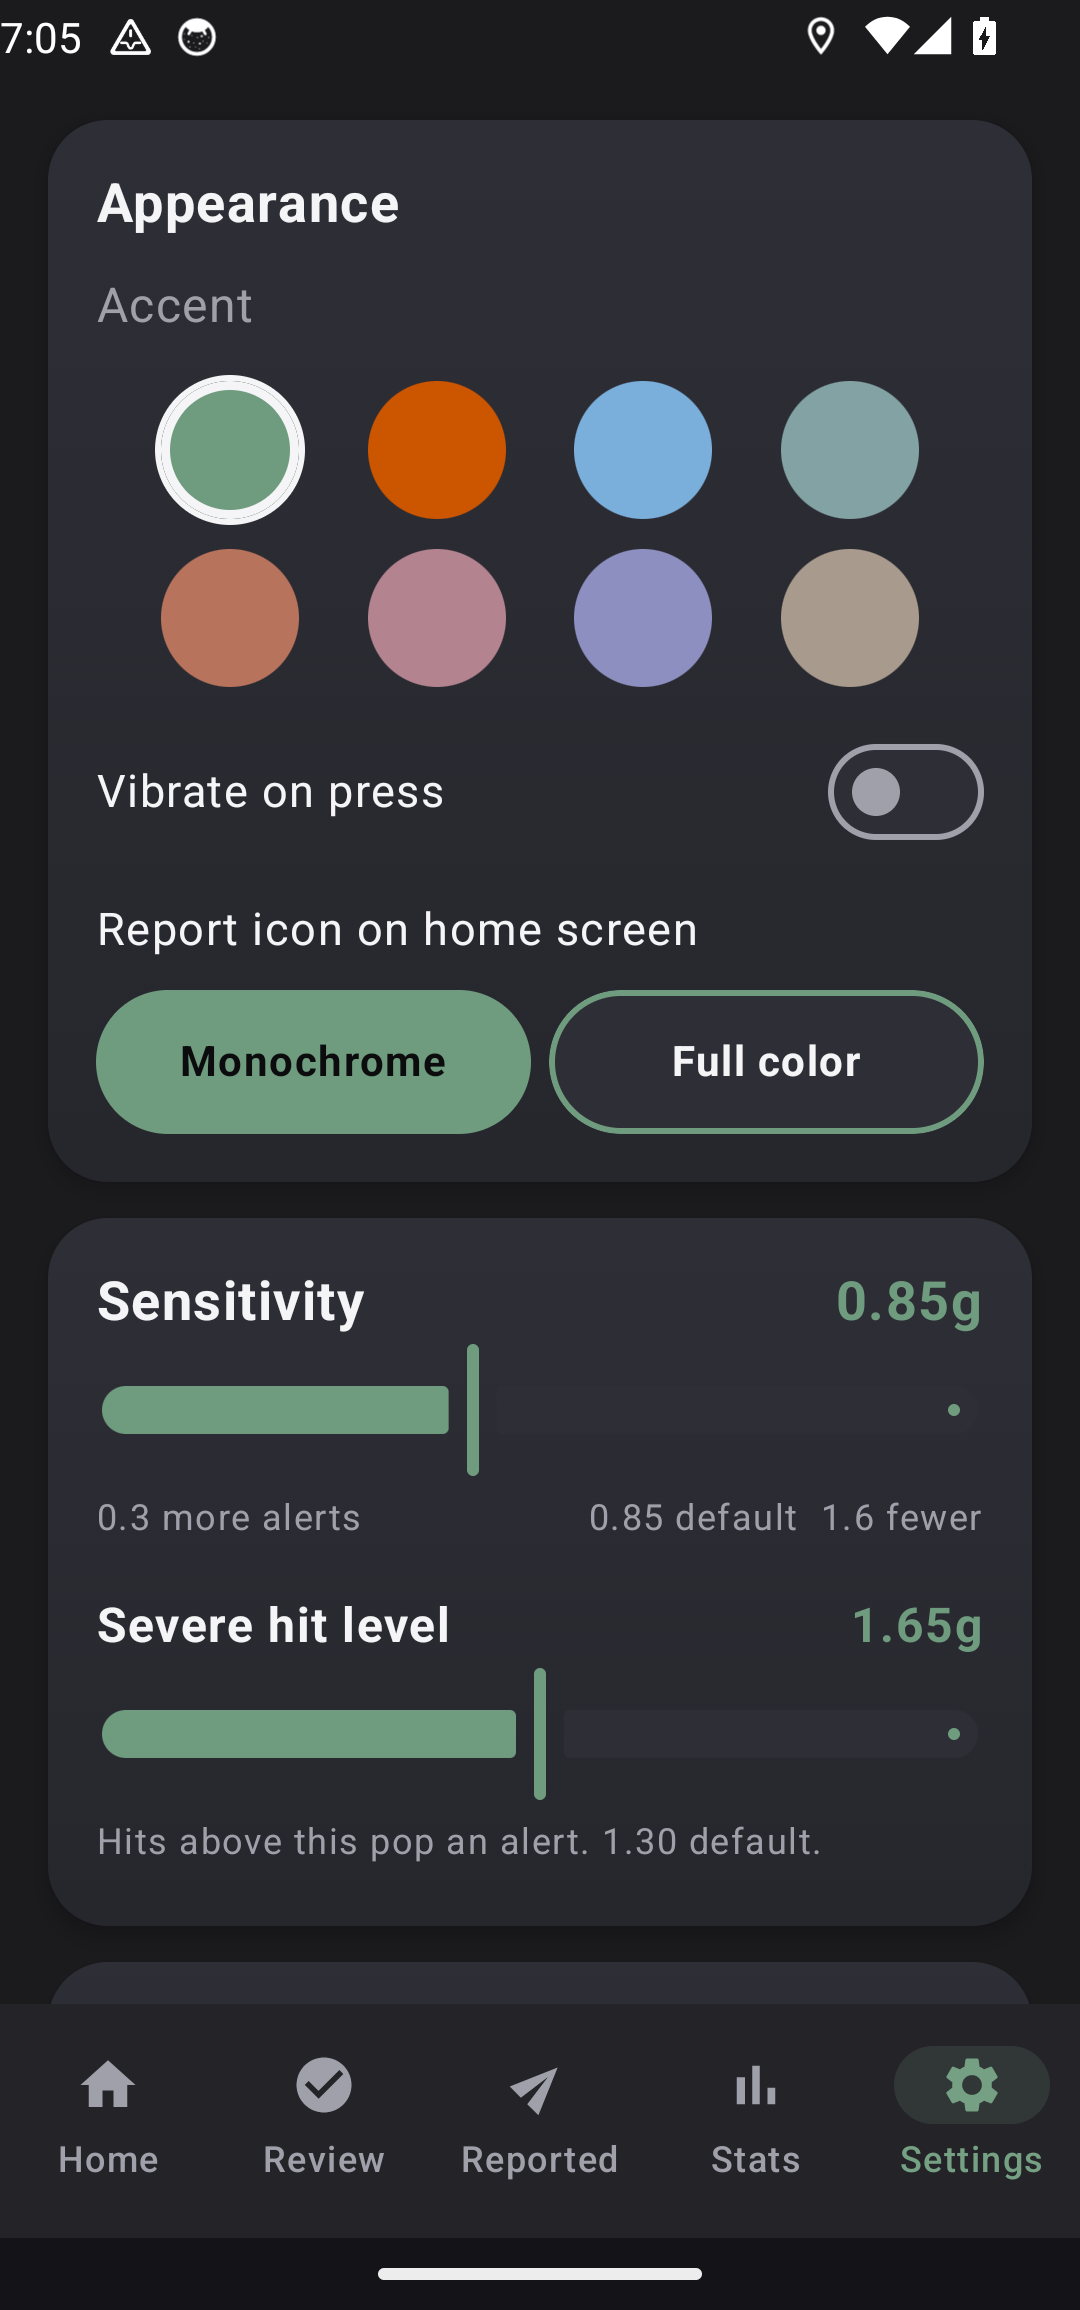 7:05
Appearance
Accent
Vibrate on press
Report icon on home screen
Monochrome Full color
Sensitivity 0.85g
0.3 more alerts 0.85 default 1.6 fewer
Severe hit level 1.65g
Hits above this pop an alert. 1.30 default.
Home Review Reported Stats Settings